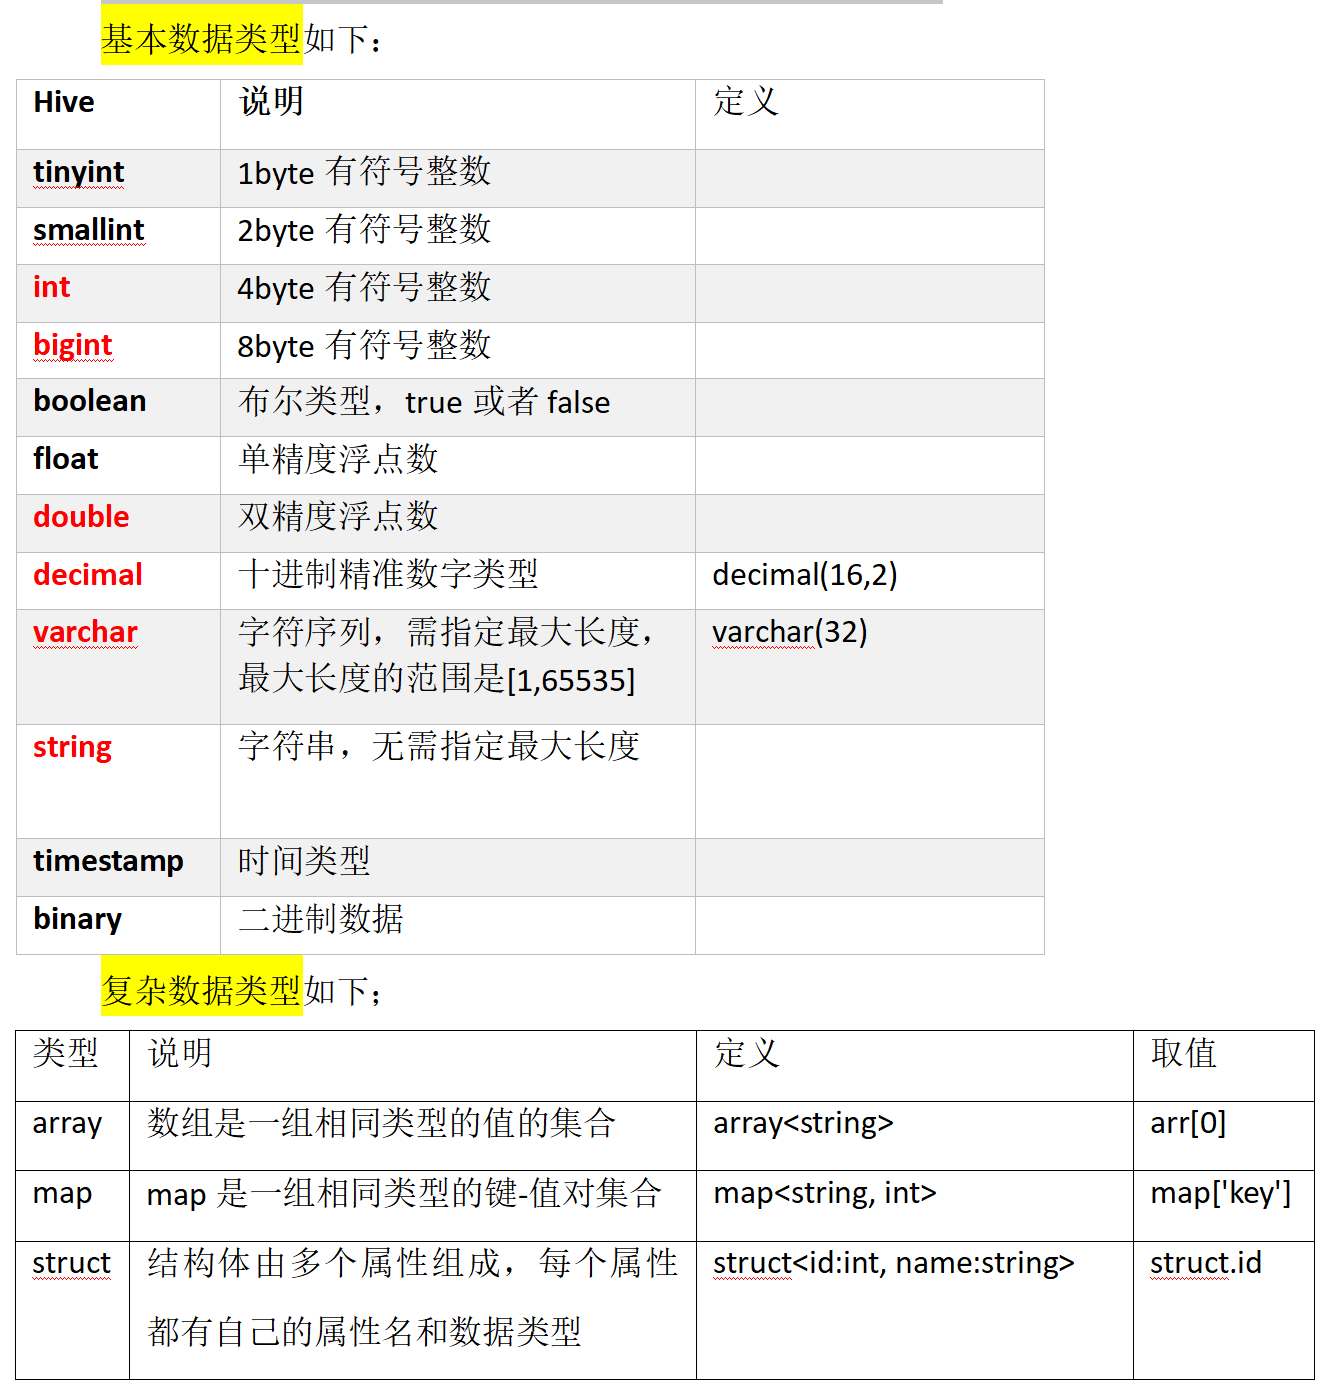 基本数据类型如下：
Hive 说明 定义
tinyint 1byte 有符号整数
smallint 2byte 有符号整数
int 4byte 有符号整数
bigint 8byte 有符号整数
boolean 布尔类型，true 或者 false
float 单精度浮点数
double 双精度浮点数
decimal 十进制精准数字类型 decimal(16,2)
varchar 字符序列，需指定最大长度， varchar(32)
最大长度的范围是[1,65535]
string 字符串，无需指定最大长度
timestamp 时间类型
binary 二进制数据
复杂数据类型如下；
类型 说明 定义 取值
array 数组是一组相同类型的值的集合 array<string> arr[0]
map map 是一组相同类型的键-值对集合 map<string, int> map['key']
struct 结构体由多个属性组成，每个属性 struct<id:int, name:string> struct.id
都有自己的属性名和数据类型